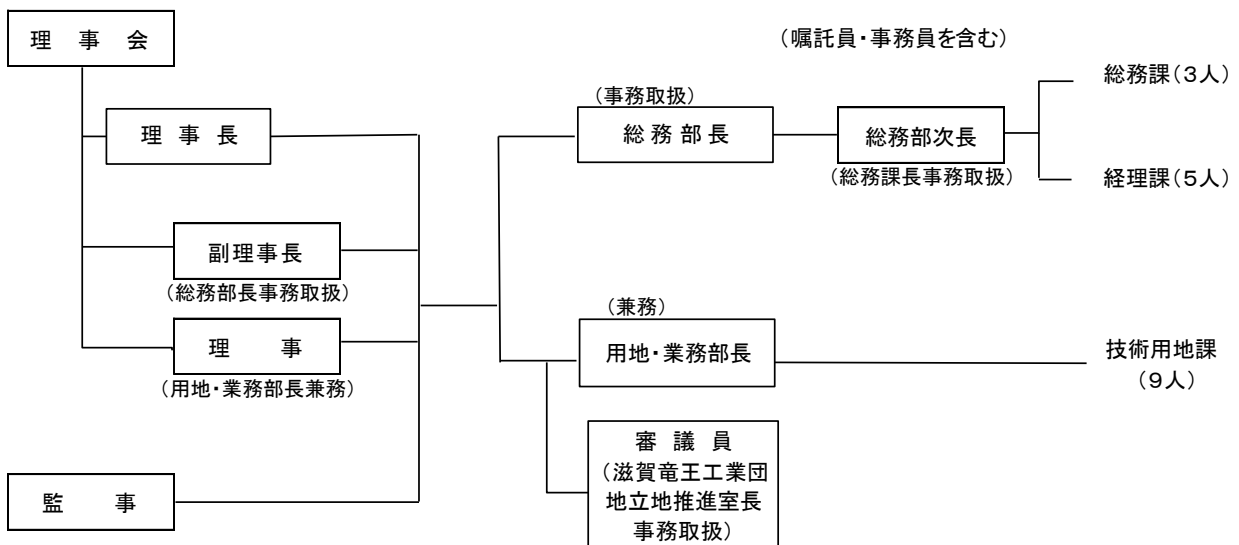 理事会
(嘱託員・事務員を含む)
総務課(3人)
(事務取扱)
理事長
総務部長
総務部次長
(総務課長事務取扱)
経理課(5人)
副理事長
(総務部長事務取扱)
(兼務)
理事
(用地・業務部長兼務)
用地・業務部長
技術用地課
(9人)
審議員
(滋賀竜王工業団
地立地推進室長
事務取扱)
監事